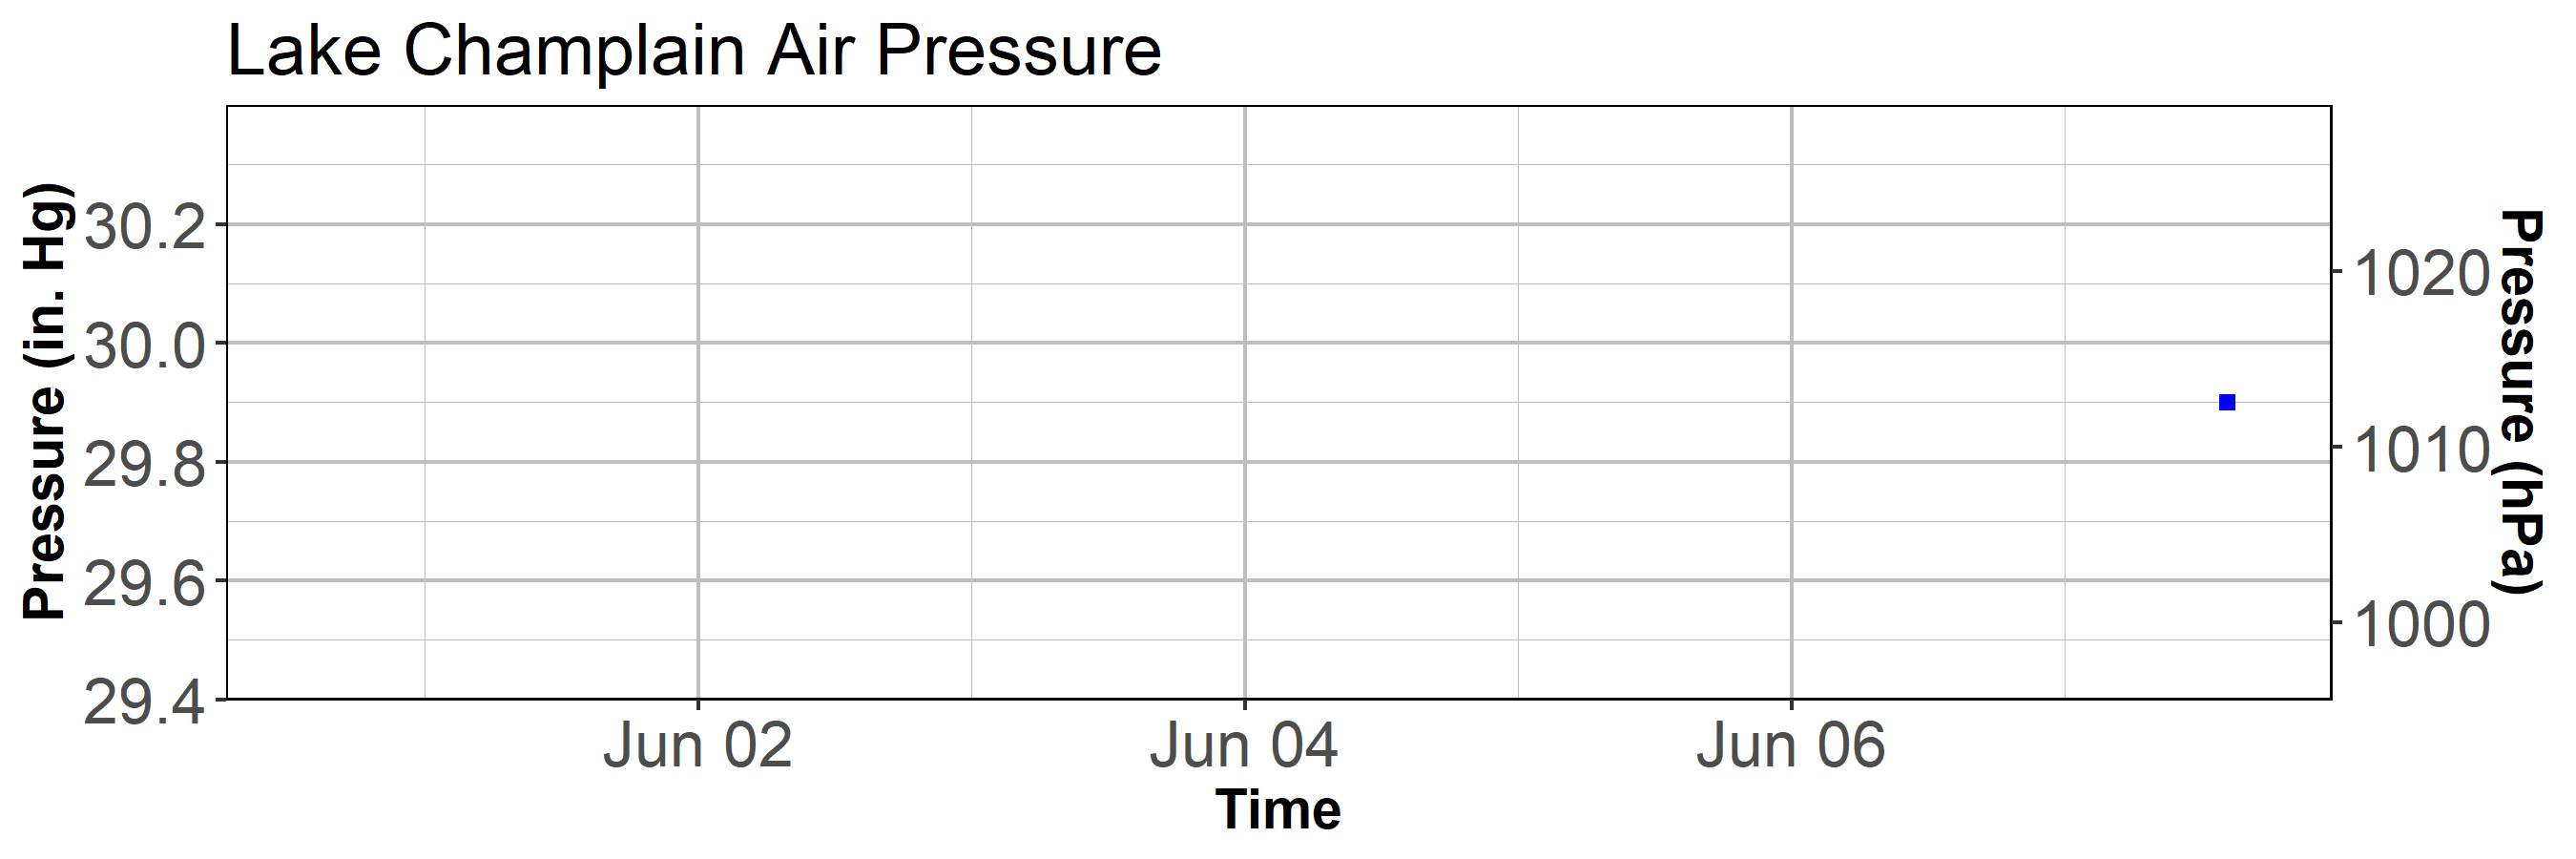 Lake Champlain Air Pressure
Pressure (in. Hg)
30.2
30.0
29.8
29.6
29.4
1020
1010
1000
Pressure (hPa)
Jun 02
Jun 04
Jun 06
Time